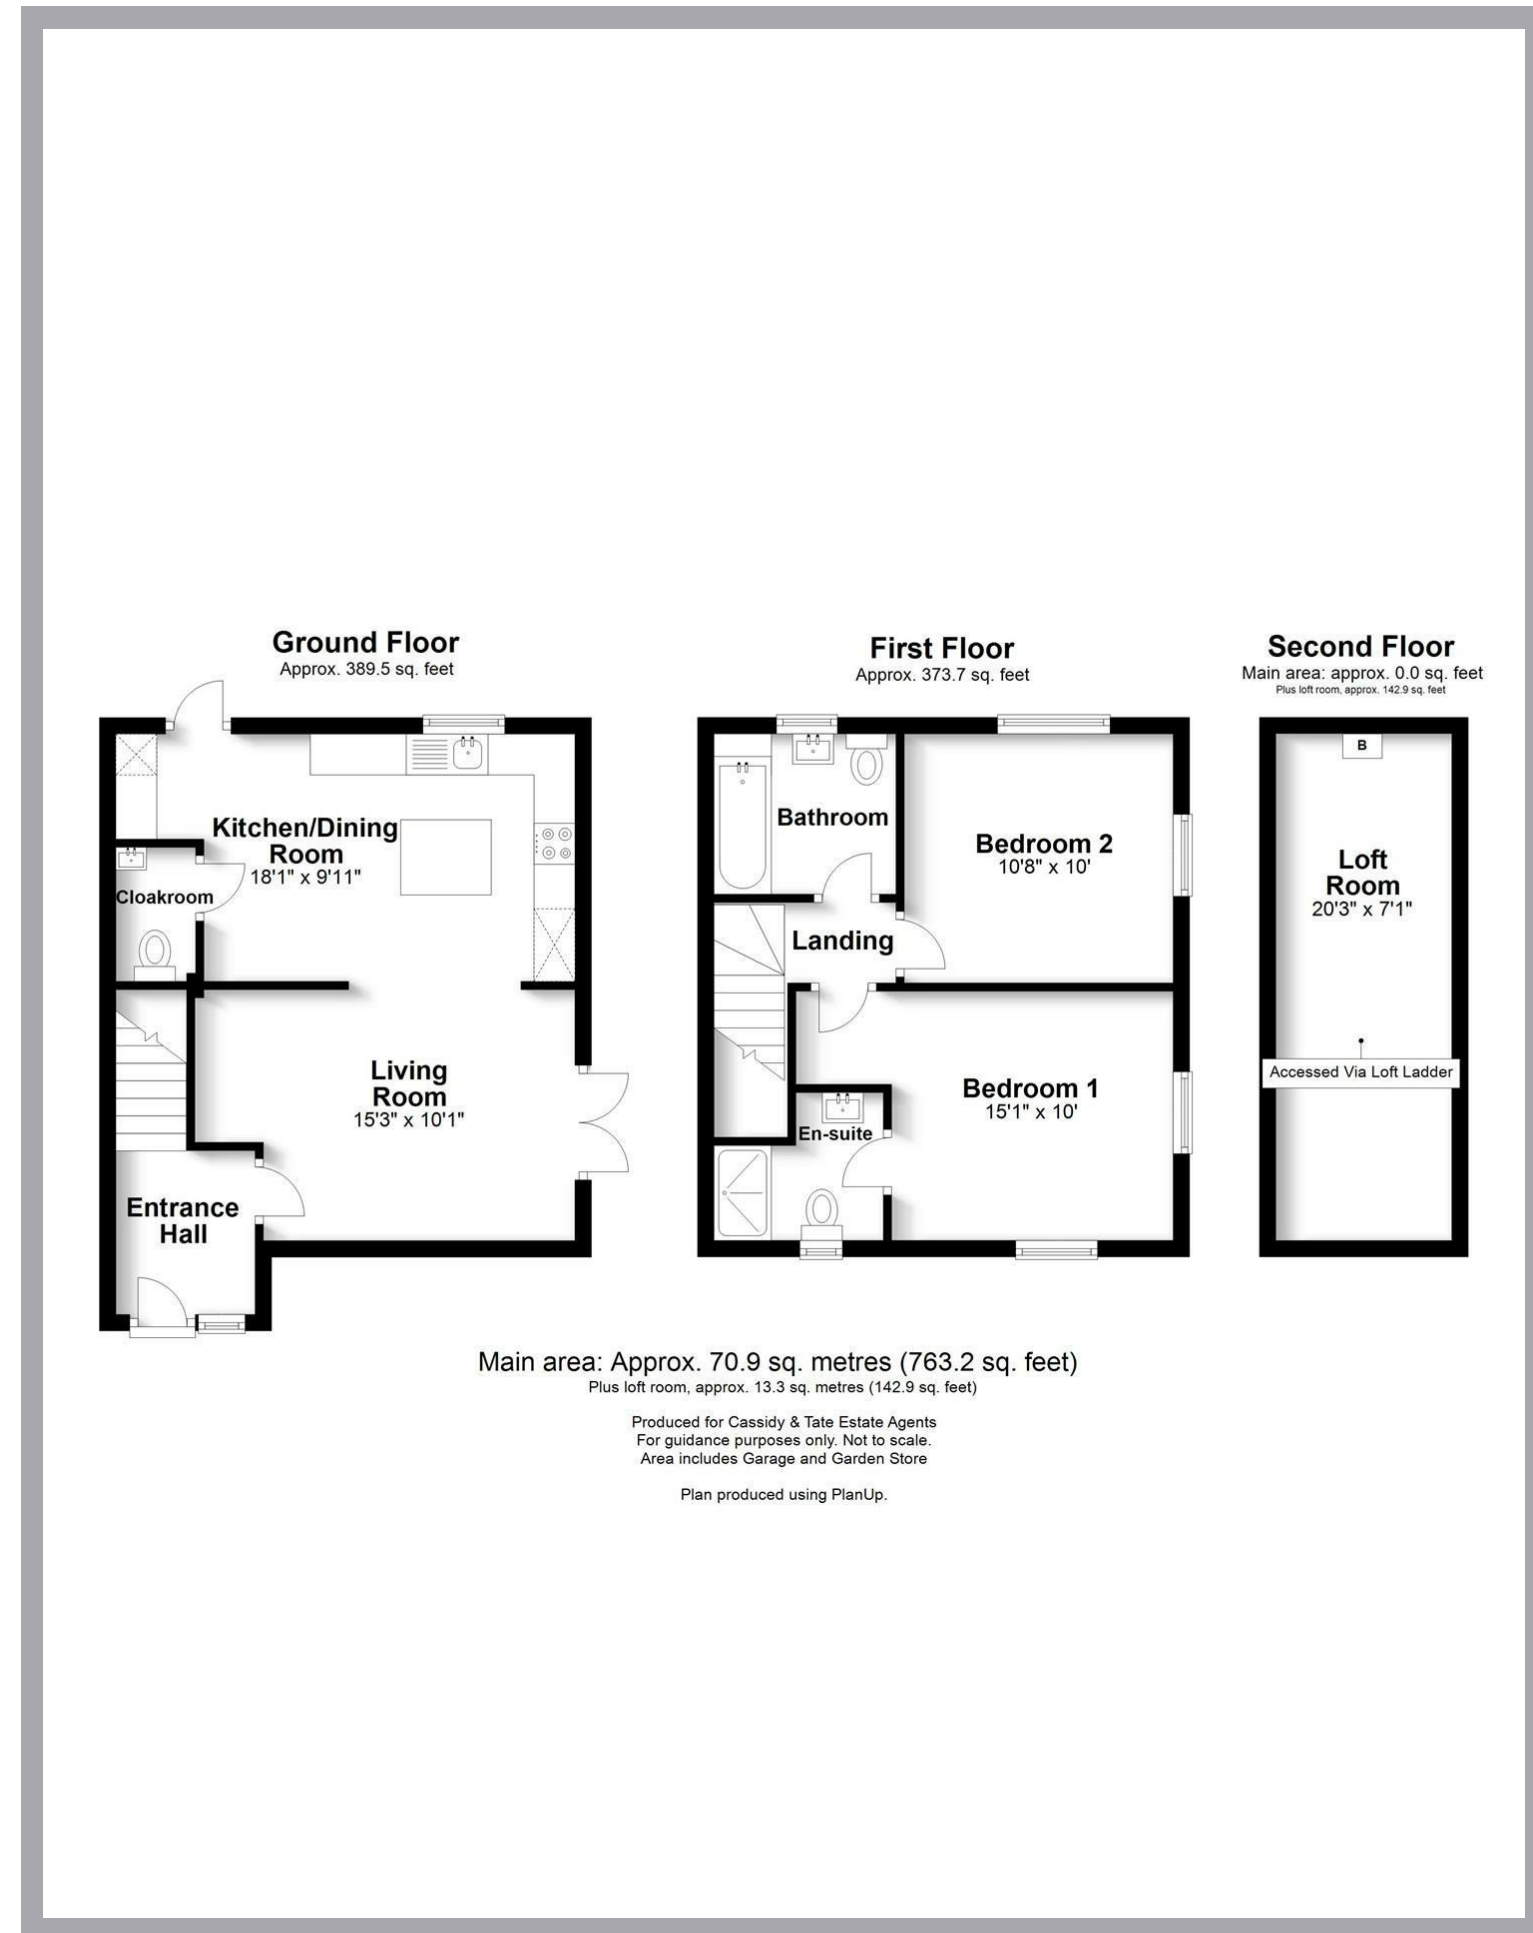 Ground Floor
Approx. 389.5 sq. feet
Kitchen/Dining
Room
18'1" x 9'11"
Cloakroom
Living
Room
15'3" x 10'1"
Entrance
Hall
First Floor
Approx. 373.7 sq. feet
Bathroom
Bedroom 2
10'8" x 10'
Landing
Bedroom 1
15'1" x 10'
En-suite
Second Floor
Main area: approx. 0.0 sq. feet
Plus loft room, approx. 142.9 sq. feet
B
Loft
Room
20'3" x 7'1"
Accessed Via Loft Ladder
Main area: Approx. 70.9 sq. metres (763.2 sq. feet)
Plus loft room, approx. 13.3 sq. metres (142.9 sq. feet)
Produced for Cassidy & Tate Estate Agents
For guidance purposes only. Not to scale.
Area includes Garage and Garden Store
Plan produced using PlanUp.